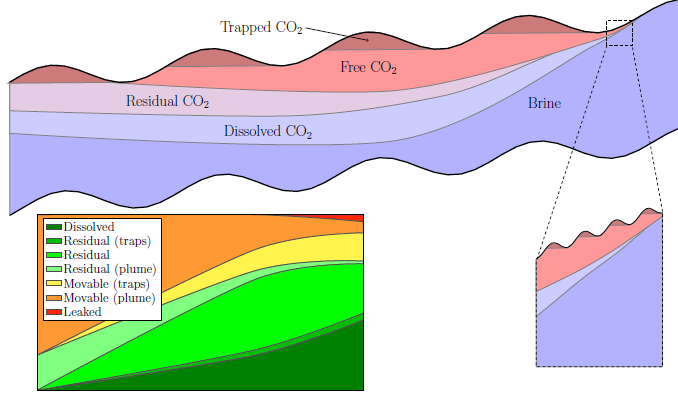 Trapped CO₂
Free CO₂
Residual CO₂
Brine
Dissolved CO₂
Dissolved
Residual (traps)
Residual
Residual (plume)
Movable (traps)
Movable (plume)
Leaked